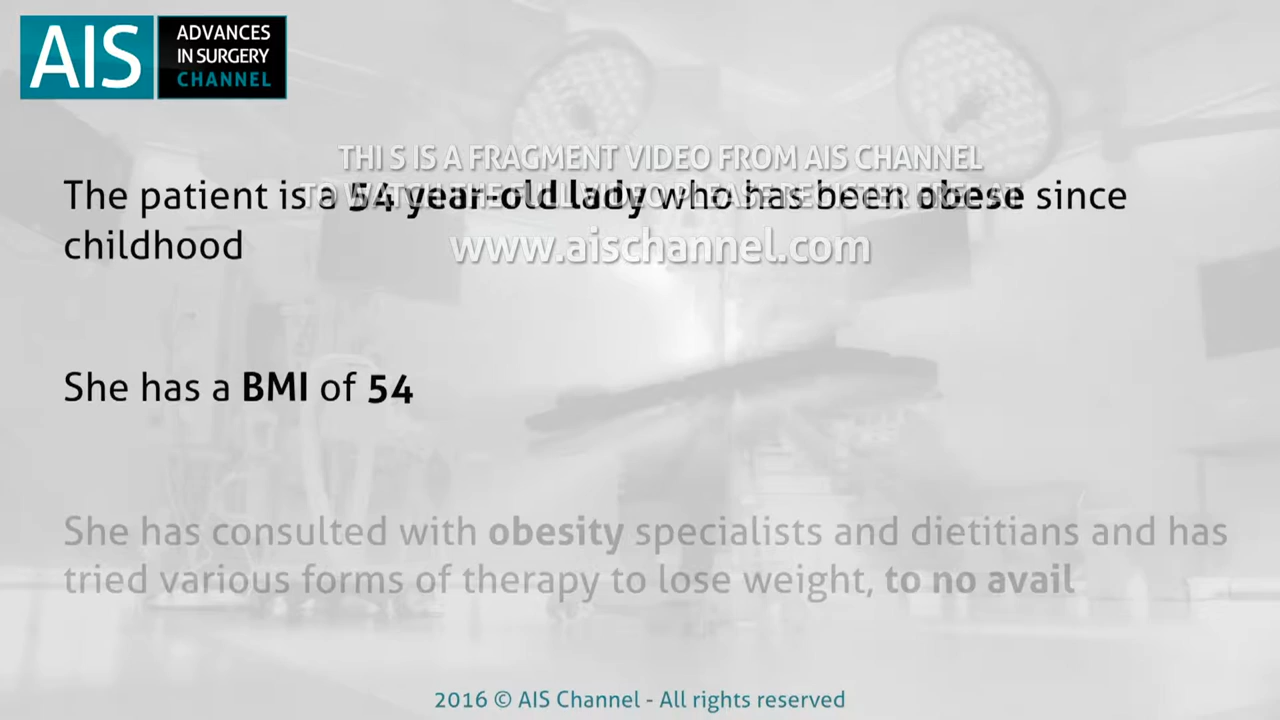 AIS
ADVANCES
IN SURGERY
CHANNEL
THI S IS A FRAGMENT VIDEO FROM AIS CHANNEL
The patient is a 54 year-old lady who has been obese since
childhood
www.aischannel.com
She has a BMI of 54
She has consulted with obesity specialists and dietitians and has
tried various forms of therapy to lose weight, to no avail
2016 © AIS Channel - All rights reserved